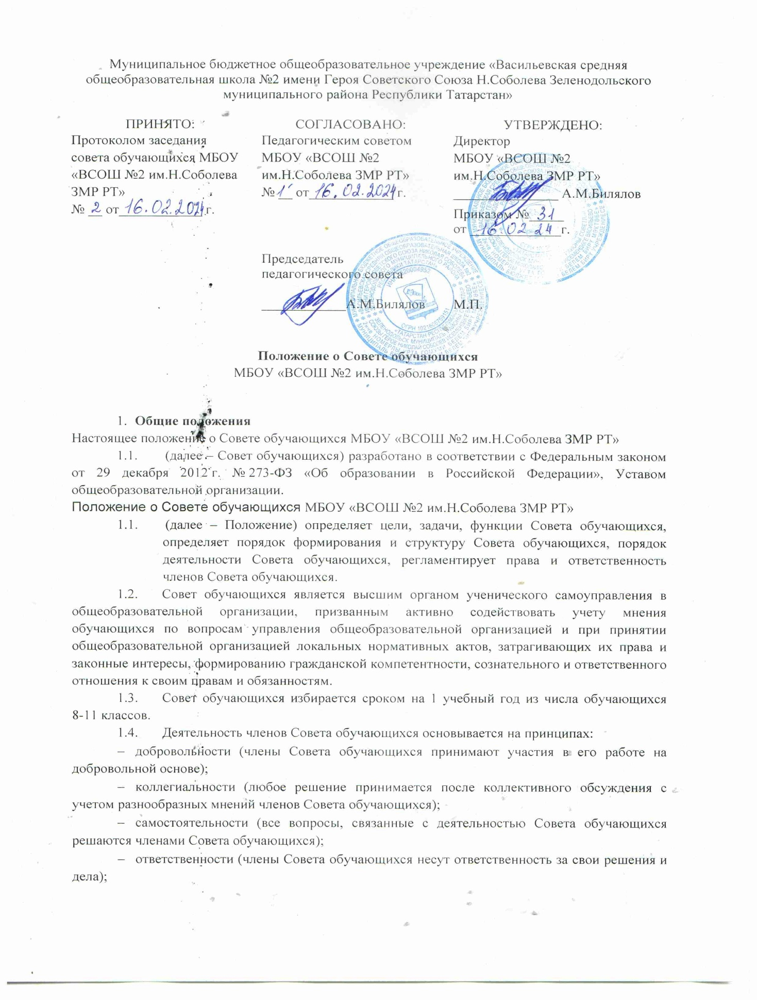 Муниципальное бюджетное общеобразовательное учреждение «Васильевская средняя
общеобразовательная школа №2 имени Героя Советского Союза Н.Соболева Зеленодольского
муниципального района Республики Татарстан»
ПРИНЯТО:
Протоколом заседания
совета обучающихся МБОУ
«ВСОШ №2 им.Н.Соболева
ЗМР РТ»
№ 2 от 16.02.2024 г.
СОГЛАСОВАНО:
Педагогическим советом
МБОУ «ВСОШ №2
им.Н.Соболева ЗМР РТ»
№ 1 от 16.02.2024 г.
Председатель
педагогического совета
А.М.Билялов
УТВЕРЖДЕНО:
Директор
МБОУ «ВСОШ №2
им.Н.Соболева ЗМР РТ»
А.М.Билялов
Приказом № 31
от 16.02 24 г.
М.П.
ОГРН 1021606759151
Положение о Совете обучающихся
МБОУ «ВСОШ №2 им.Н.Соболева ЗМР РТ»
1. Общие положения
Настоящее положение о Совете обучающихся МБОУ «ВСОШ №2 им.Н.Соболева ЗМР РТ»
1.1. (далее – Совет обучающихся) разработано в соответствии с Федеральным законом
от 29 декабря 2012 г. № 273-ФЗ «Об образовании в Российской Федерации», Уставом
общеобразовательной организации.
Положение о Совете обучающихся МБОУ «ВСОШ №2 им.Н.Соболева ЗМР РТ»
1.1. (далее – Положение) определяет цели, задачи, функции Совета обучающихся,
определяет порядок формирования и структуру Совета обучающихся, порядок
деятельности Совета обучающихся, регламентирует права и ответственность
членов Совета обучающихся.
1.2. Совет обучающихся является высшим органом ученического самоуправления в
общеобразовательной организации, призванным активно содействовать учету мнения
обучающихся по вопросам управления общеобразовательной организацией и при принятии
общеобразовательной организацией локальных нормативных актов, затрагивающих их права и
законные интересы, формированию гражданской компетентности, сознательного и ответственного
отношения к своим правам и обязанностям.
1.3. Совет обучающихся избирается сроком на 1 учебный год из числа обучающихся
8-11 классов.
1.4. Деятельность членов Совета обучающихся основывается на принципах:
– добровольности (члены Совета обучающихся принимают участия в его работе на
добровольной основе);
– коллегиальности (любое решение принимается после коллективного обсуждения с
учетом разнообразных мнений членов Совета обучающихся);
– самостоятельности (все вопросы, связанные с деятельностью Совета обучающихся
решаются членами Совета обучающихся);
– ответственности (члены Совета обучающихся несут ответственность за свои решения и
дела);